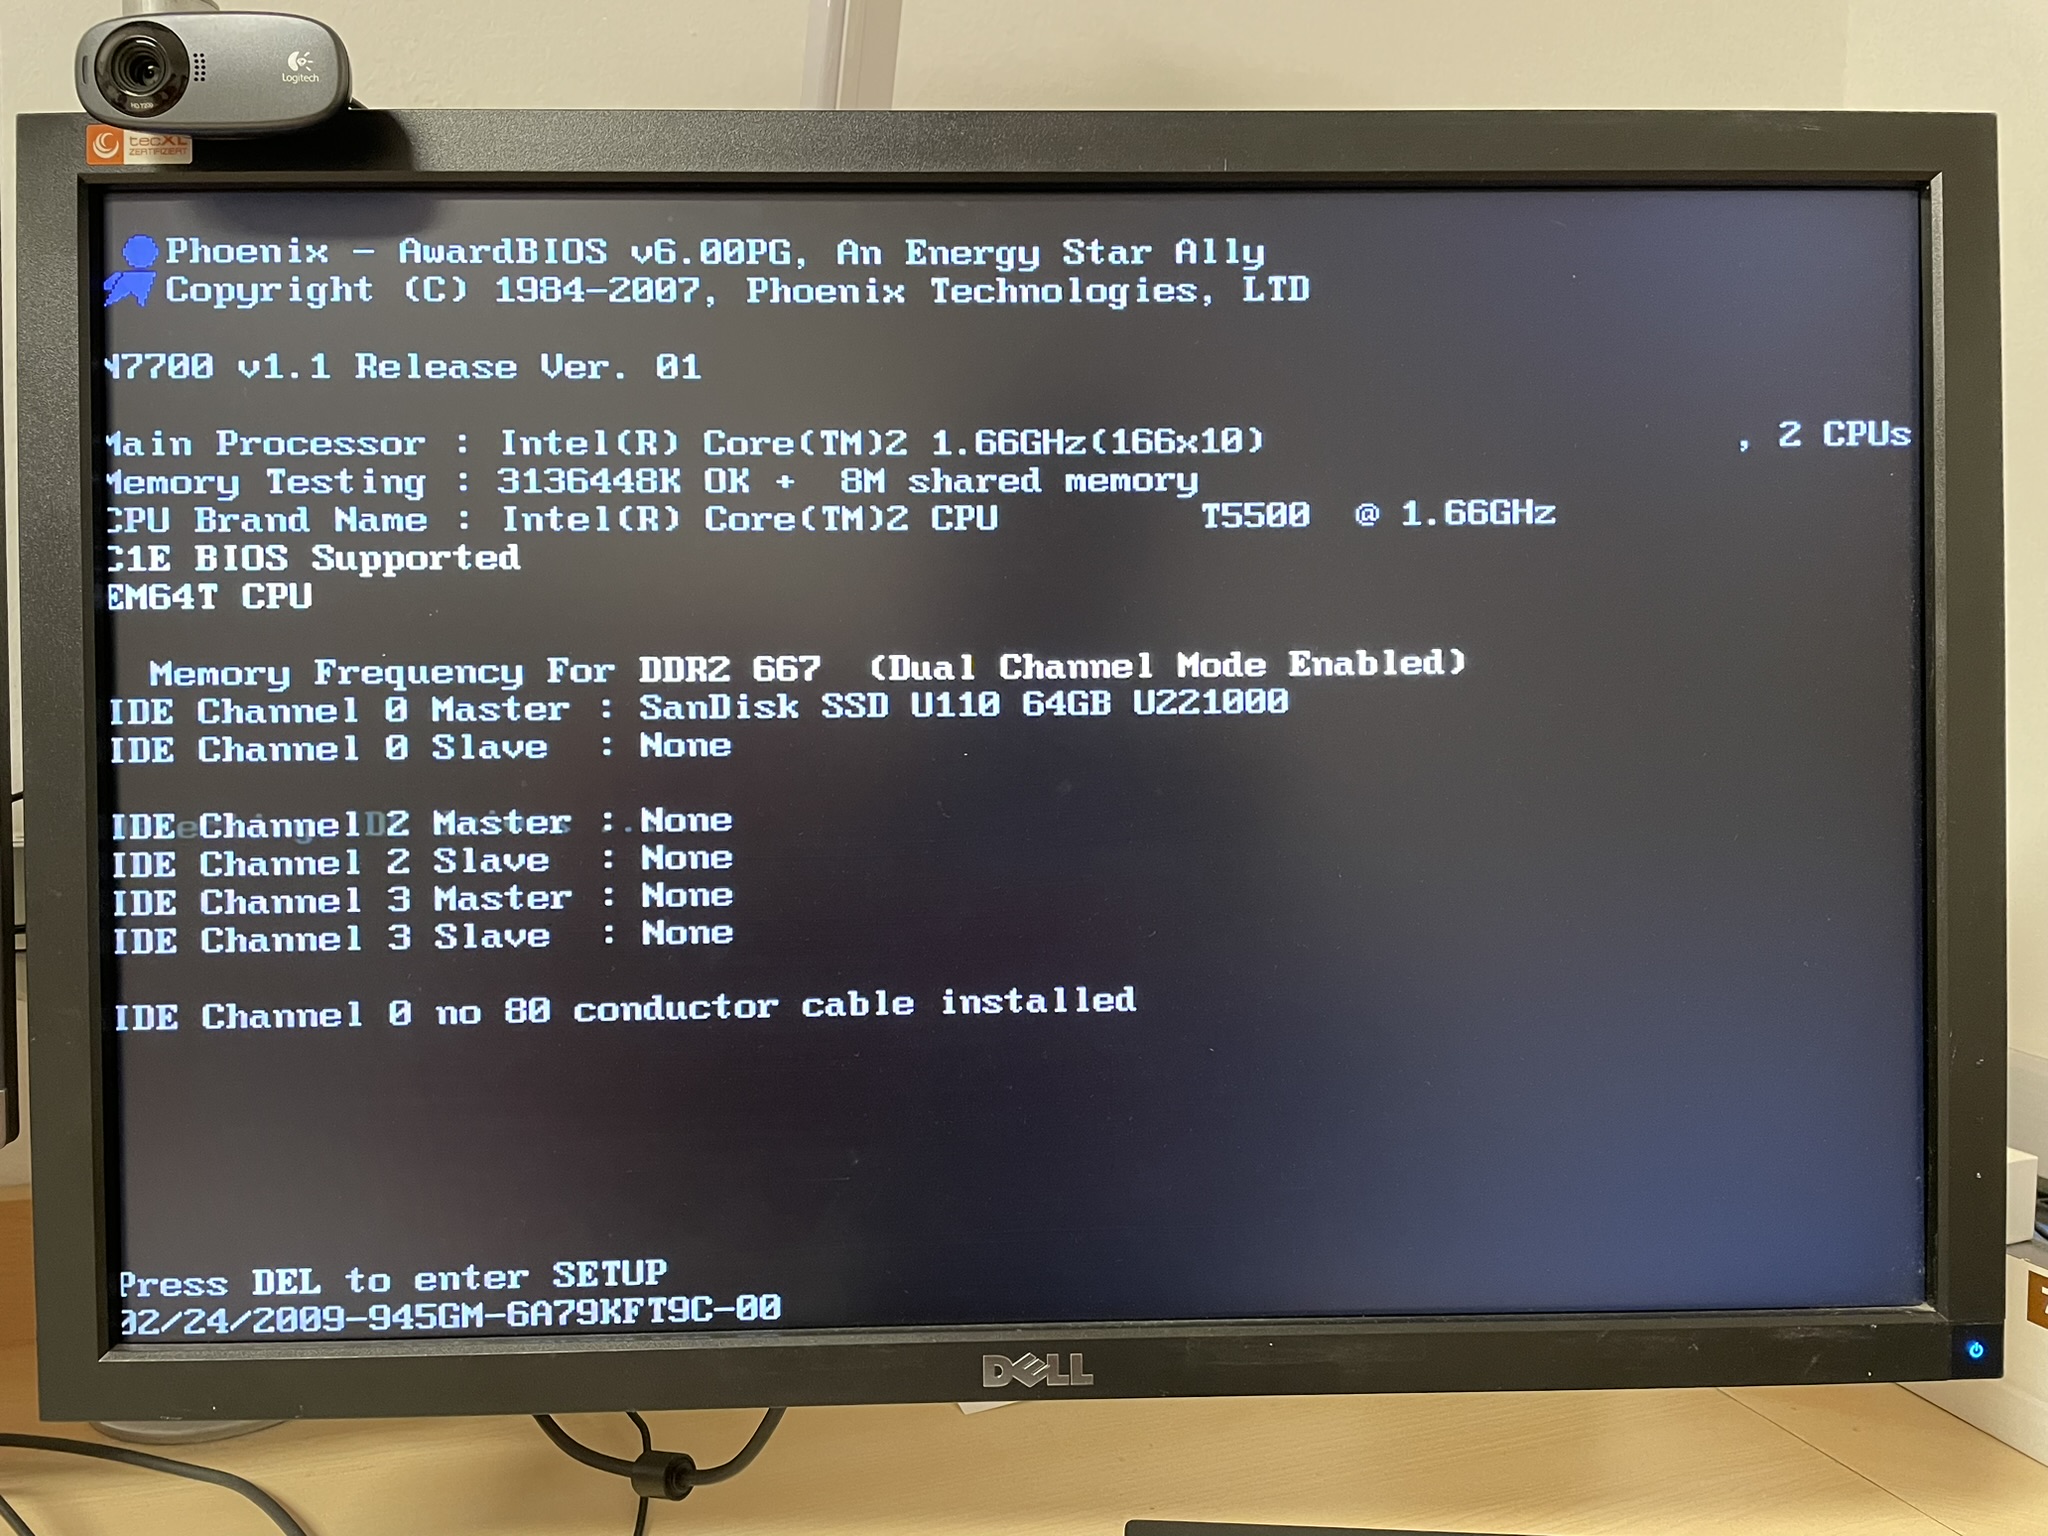 Logitech
HD 720p
tecXL
ZERTIFIZIERT
Phoenix - AwardBIOS v6.00PG, An Energy Star Ally
Copyright (C) 1984-2007, Phoenix Technologies, LTD
N7700 v1.1 Release Ver. 01
Main Processor : Intel(R) Core(TM)2 1.66GHz(166x10) , 2 CPUs
Memory Testing : 3136448K OK + 8M shared memory
CPU Brand Name : Intel(R) Core(TM)2 CPU T5500 @ 1.66GHz
C1E BIOS Supported
EM64T CPU
Memory Frequency For DDR2 667 (Dual Channel Mode Enabled)
IDE Channel 0 Master : SanDisk SSD U110 64GB U221000
IDE Channel 0 Slave : None
IDE Channel 2 Master : None
IDE Channel 2 Slave : None
IDE Channel 3 Master : None
IDE Channel 3 Slave : None
IDE Channel 0 no 80 conductor cable installed
Press DEL to enter SETUP
02/24/2009-945GM-6A79KFT9C-00
DELL